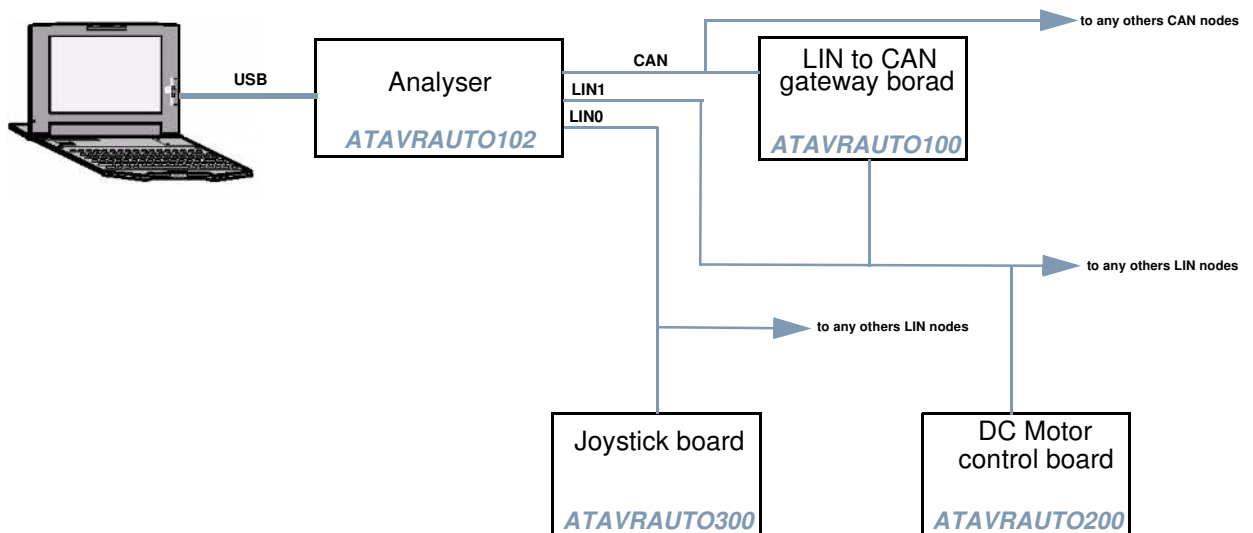 to any others CAN nodes
USB
Analyser
ATAVRAUTO102
CAN
LIN1
LIN0
LIN to CAN
gateway borad
ATAVRAUTO100
to any others LIN nodes
to any others LIN nodes
Joystick board
ATAVRAUTO300
DC Motor
control board
ATAVRAUTO200